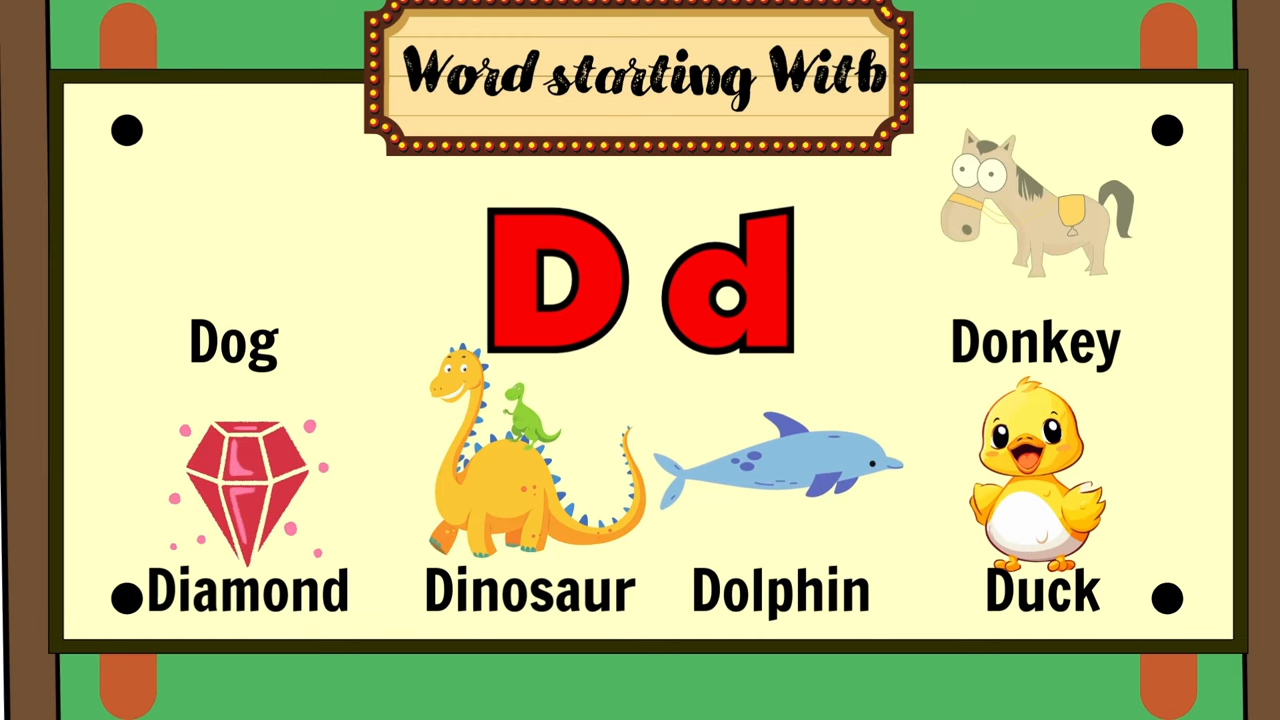 Word starting With
D d
Dog
Donkey
Diamond
Dinosaur
Dolphin
Duck